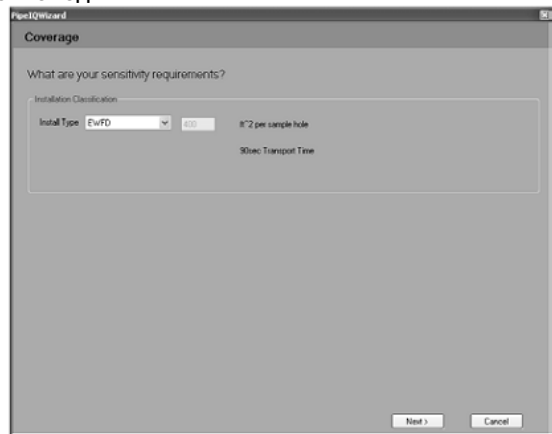 PipeIQWizard
Coverage
What are your sensitivity requirements?
Installation Classification
Install Type EWFD 400 ft^2 per sample hole
90sec Transport Time
Next > Cancel